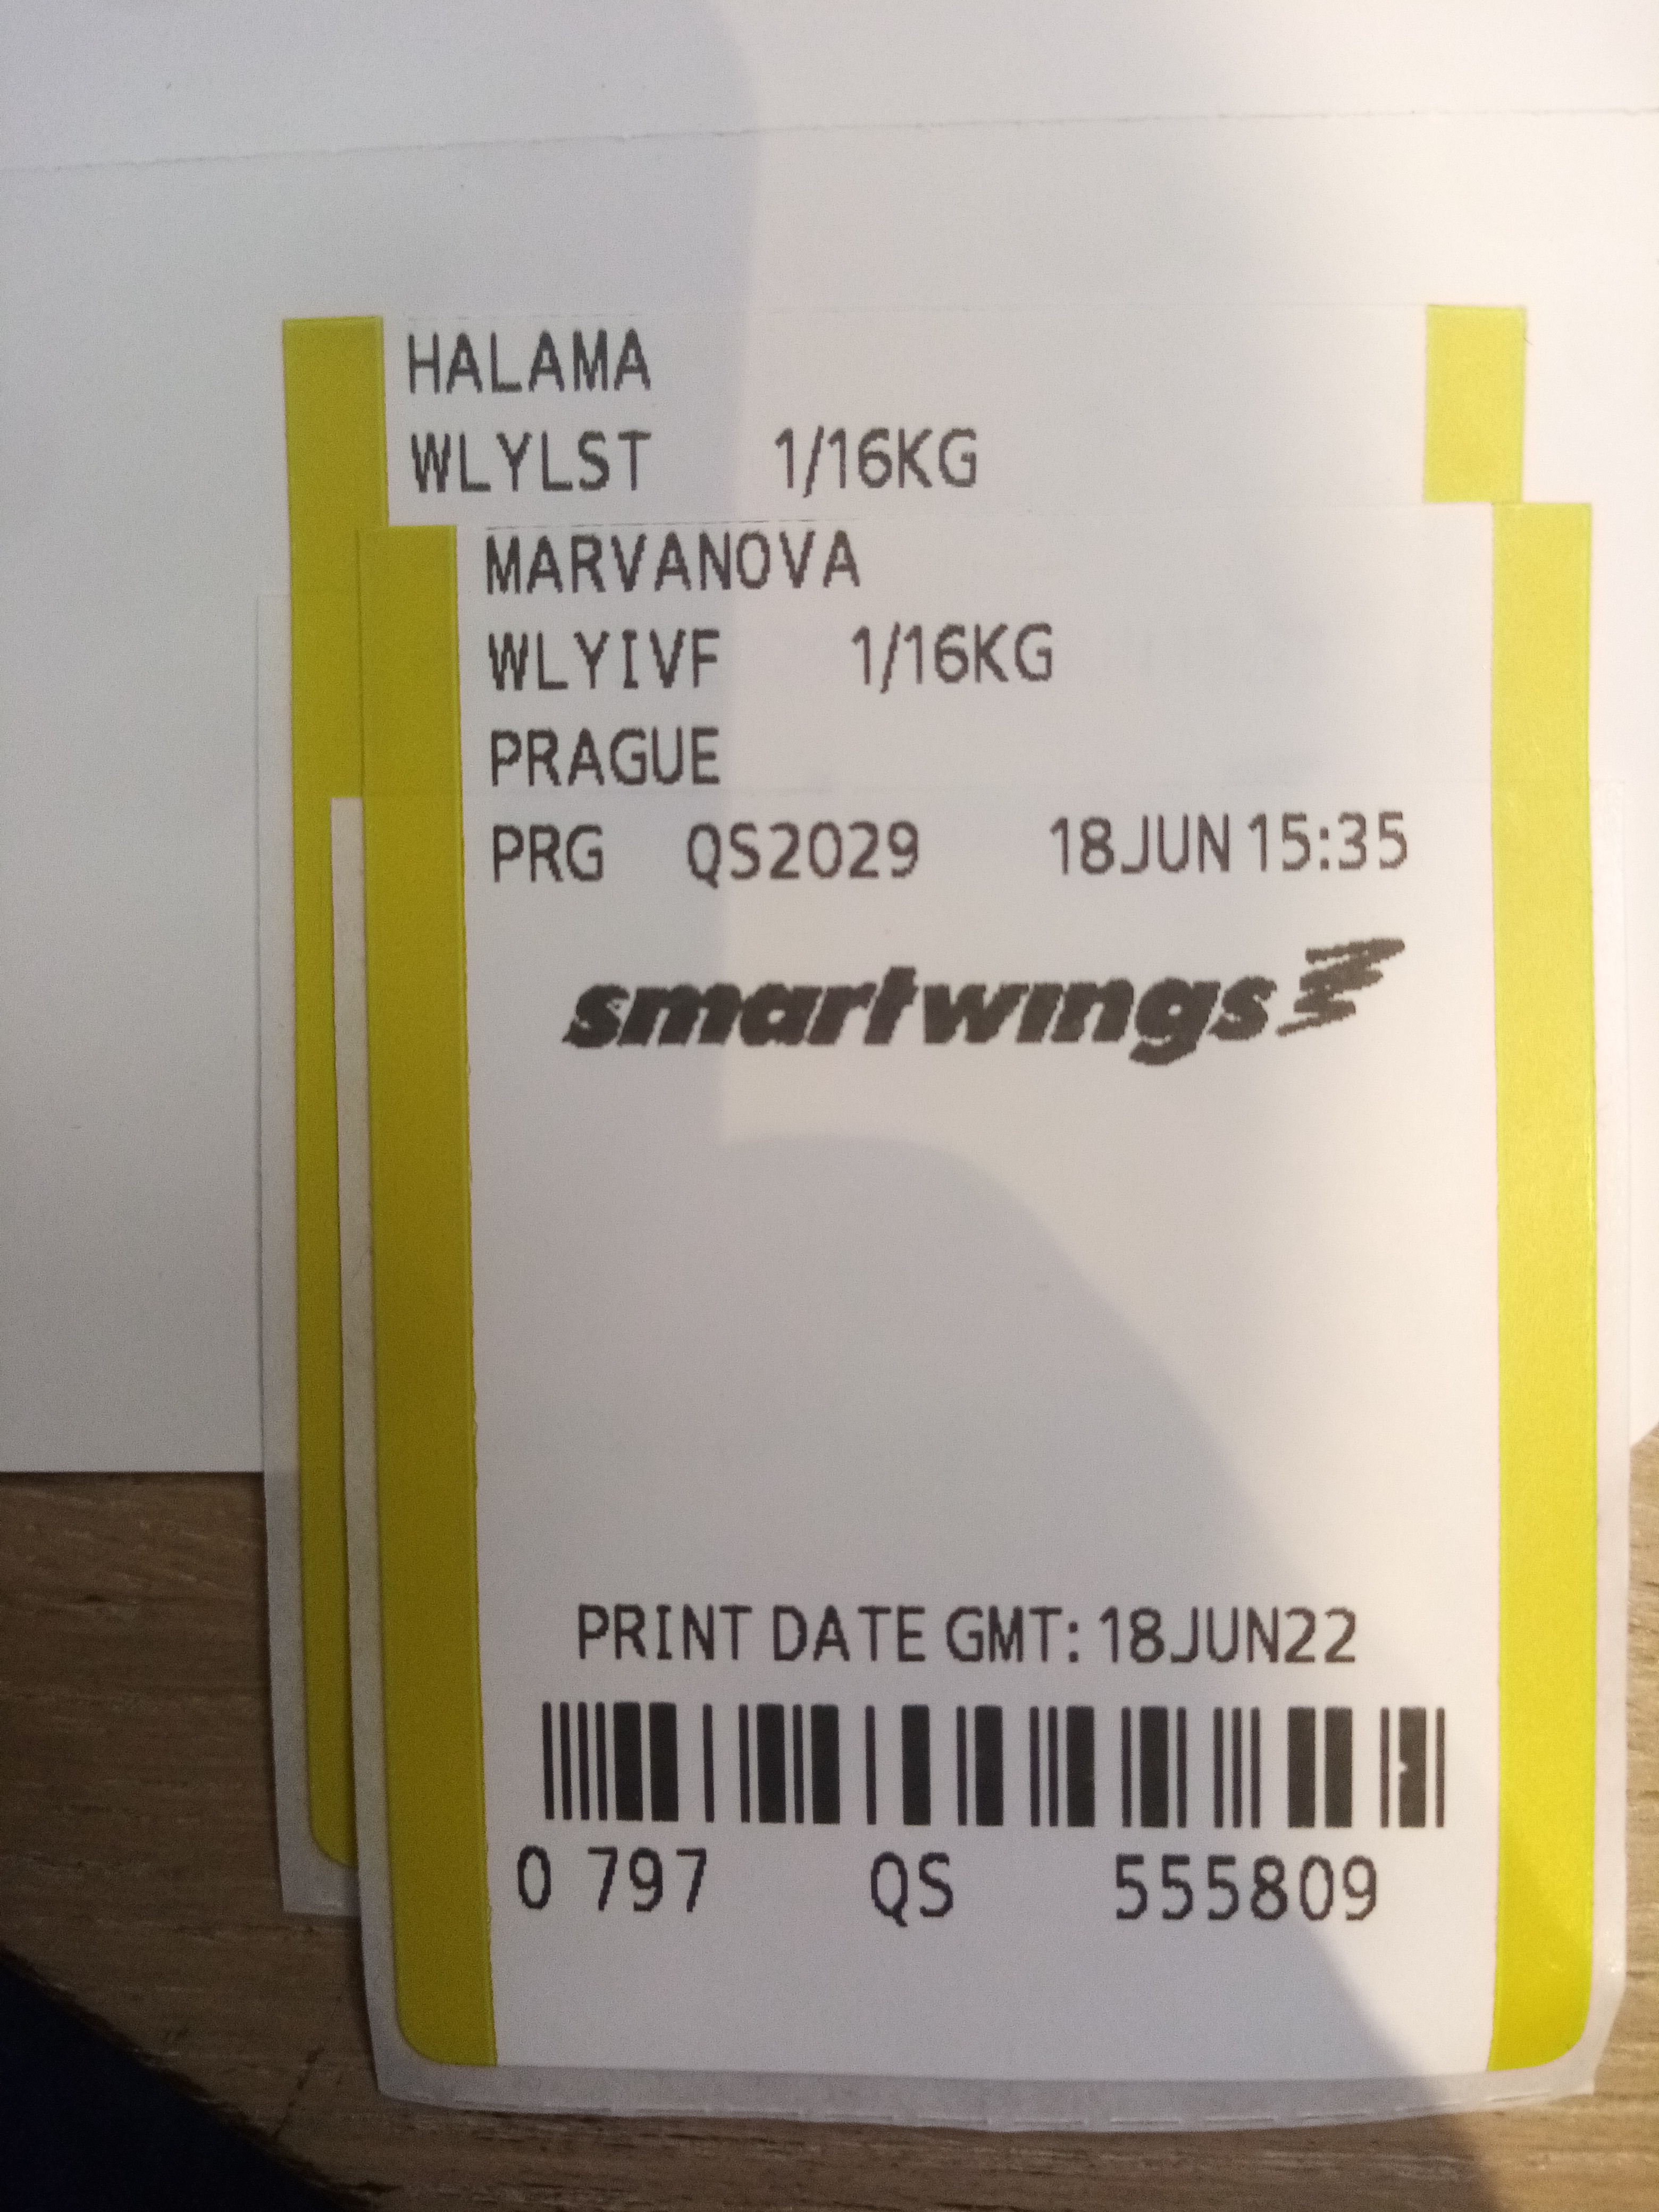 HALAMA
WLYLST 1/16KG
MARVANOVA
WLYIVF 1/16KG
PRAGUE
PRG QS2029 18JUN 15:35
smartwings
PRINT DATE GMT: 18JUN22
0 797 QS 555809